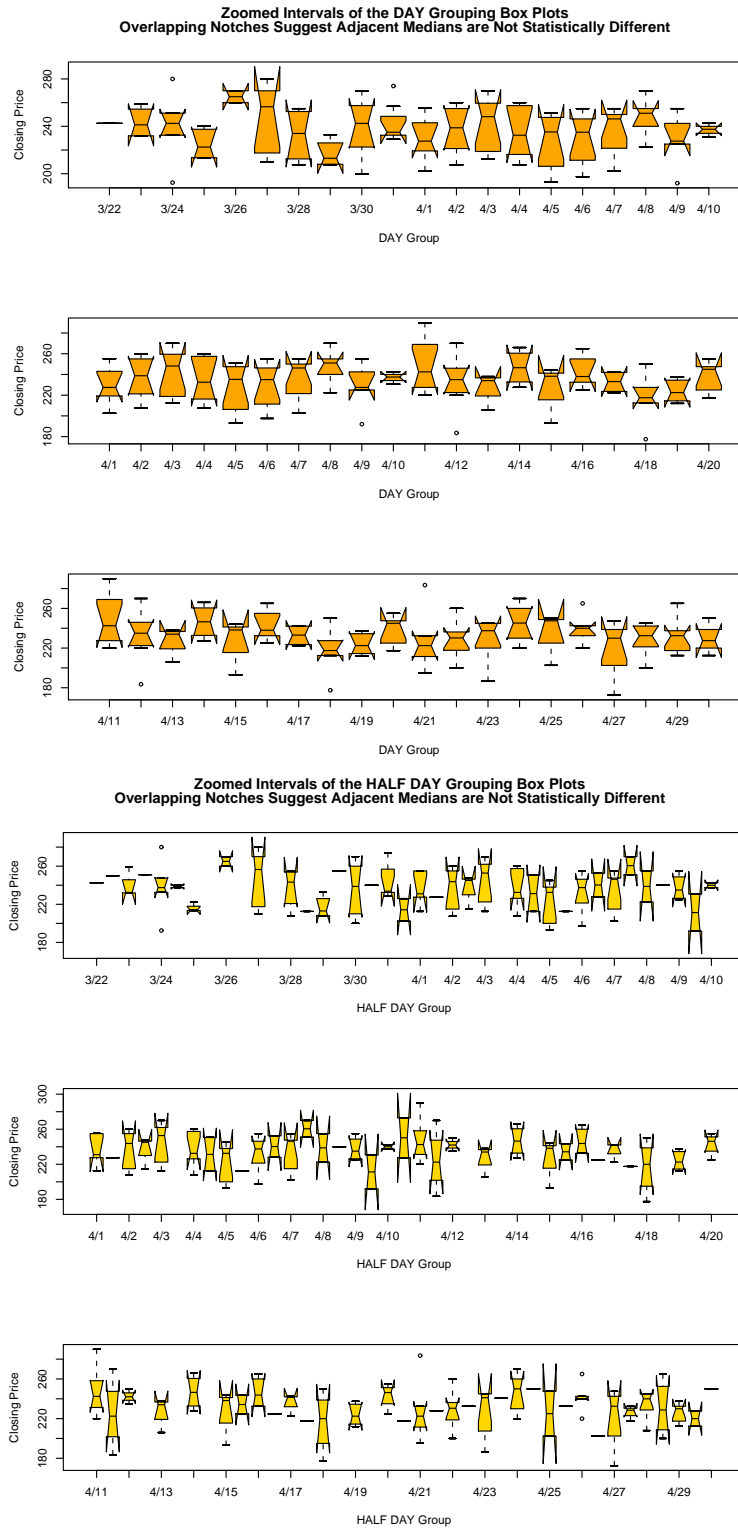 Zoomed Intervals of the DAY Grouping Box Plots
Overlapping Notches Suggest Adjacent Medians are Not Statistically Different
Closing Price
200 240 280
3/22 3/24 3/26 3/28 3/30 4/1 4/2 4/3 4/4 4/5 4/6 4/7 4/8 4/9 4/10
DAY Group
Closing Price
180 220 260
4/1 4/2 4/3 4/4 4/5 4/6 4/7 4/8 4/9 4/10 4/12 4/14 4/16 4/18 4/20
DAY Group
Closing Price
180 220 260
4/11 4/13 4/15 4/17 4/19 4/21 4/23 4/25 4/27 4/29
DAY Group
Zoomed Intervals of the HALF DAY Grouping Box Plots
Overlapping Notches Suggest Adjacent Medians are Not Statistically Different
Closing Price
180 220 260
3/22 3/24 3/26 3/28 3/30 4/1 4/2 4/3 4/4 4/5 4/6 4/7 4/8 4/9 4/10
HALF DAY Group
Closing Price
180 220 260 300
4/1 4/2 4/3 4/4 4/5 4/6 4/7 4/8 4/9 4/10 4/12 4/14 4/16 4/18 4/20
HALF DAY Group
Closing Price
180 220 260
4/11 4/13 4/15 4/17 4/19 4/21 4/23 4/25 4/27 4/29
HALF DAY Group